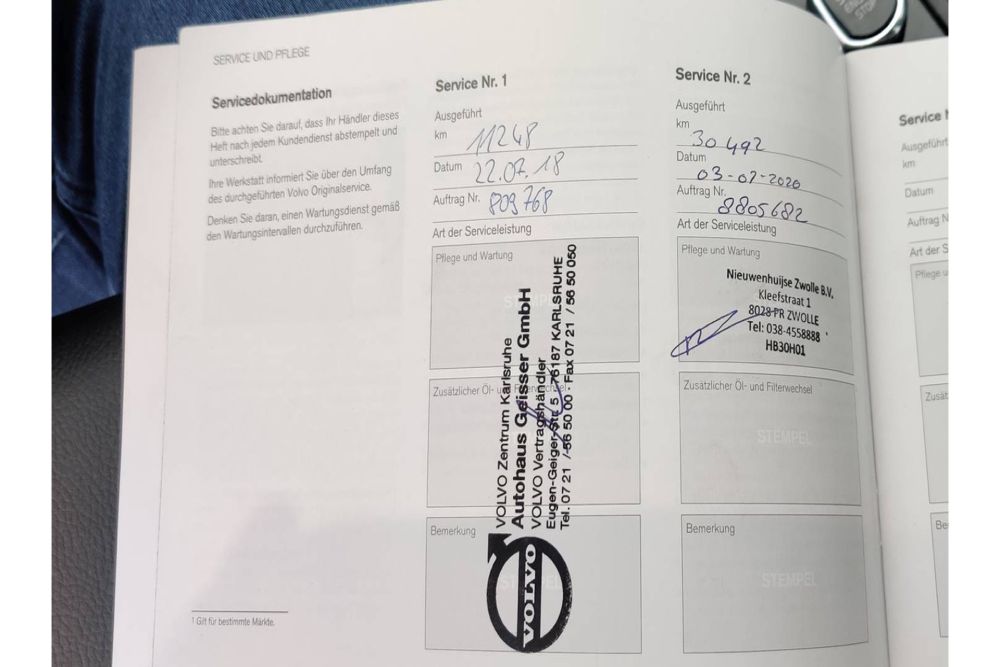 SERVICE UND PFLEGE
Servicedokumentation
Bitte achten Sie darauf, dass Ihr Händler dieses
Heft nach jedem Kundendienst abstempelt und
unterschreibt.
Ihre Werkstatt informiert Sie über den Umfang
des durchgeführten Volvo Originalservice.
Denken Sie daran, einen Wartungsdienst gemäß
den Wartungsintervallen durchzuführen.
1 Gilt für bestimmte Märkte.
Service Nr. 1
Ausgeführt
km 11248
Datum 22.07.18
Auftrag Nr. 809768
Art der Serviceleistung
Pflege und Wartung
STEMPEL
Zusätzlicher Öl- und Filterwechsel
Bemerkung
VOLVO Zentrum Karlsruhe
Autohaus Geisser GmbH
VOLVO Vertragshändler
Eugen-Geiger-Str. 5 · 76187 KARLSRUHE
Tel. 07 21 / 56 50 00 · Fax 07 21 / 56 50 050
VOLVO
Service Nr. 2
Ausgeführt
km 30492
Datum 03-02-2020
Auftrag Nr. 8805682
Art der Serviceleistung
Pflege und Wartung
Nieuwenhuijse Zwolle B.V.
Kleefstraat 1
8028 PR ZWOLLE
Tel: 038-4558888
HB30H01
Zusätzlicher Öl- und Filterwechsel
STEMPEL
Bemerkung
STEMPEL
Service
Ausgeführt
km
Datum
Auftrag N
Art der S
Pflege u
Zusät
Be